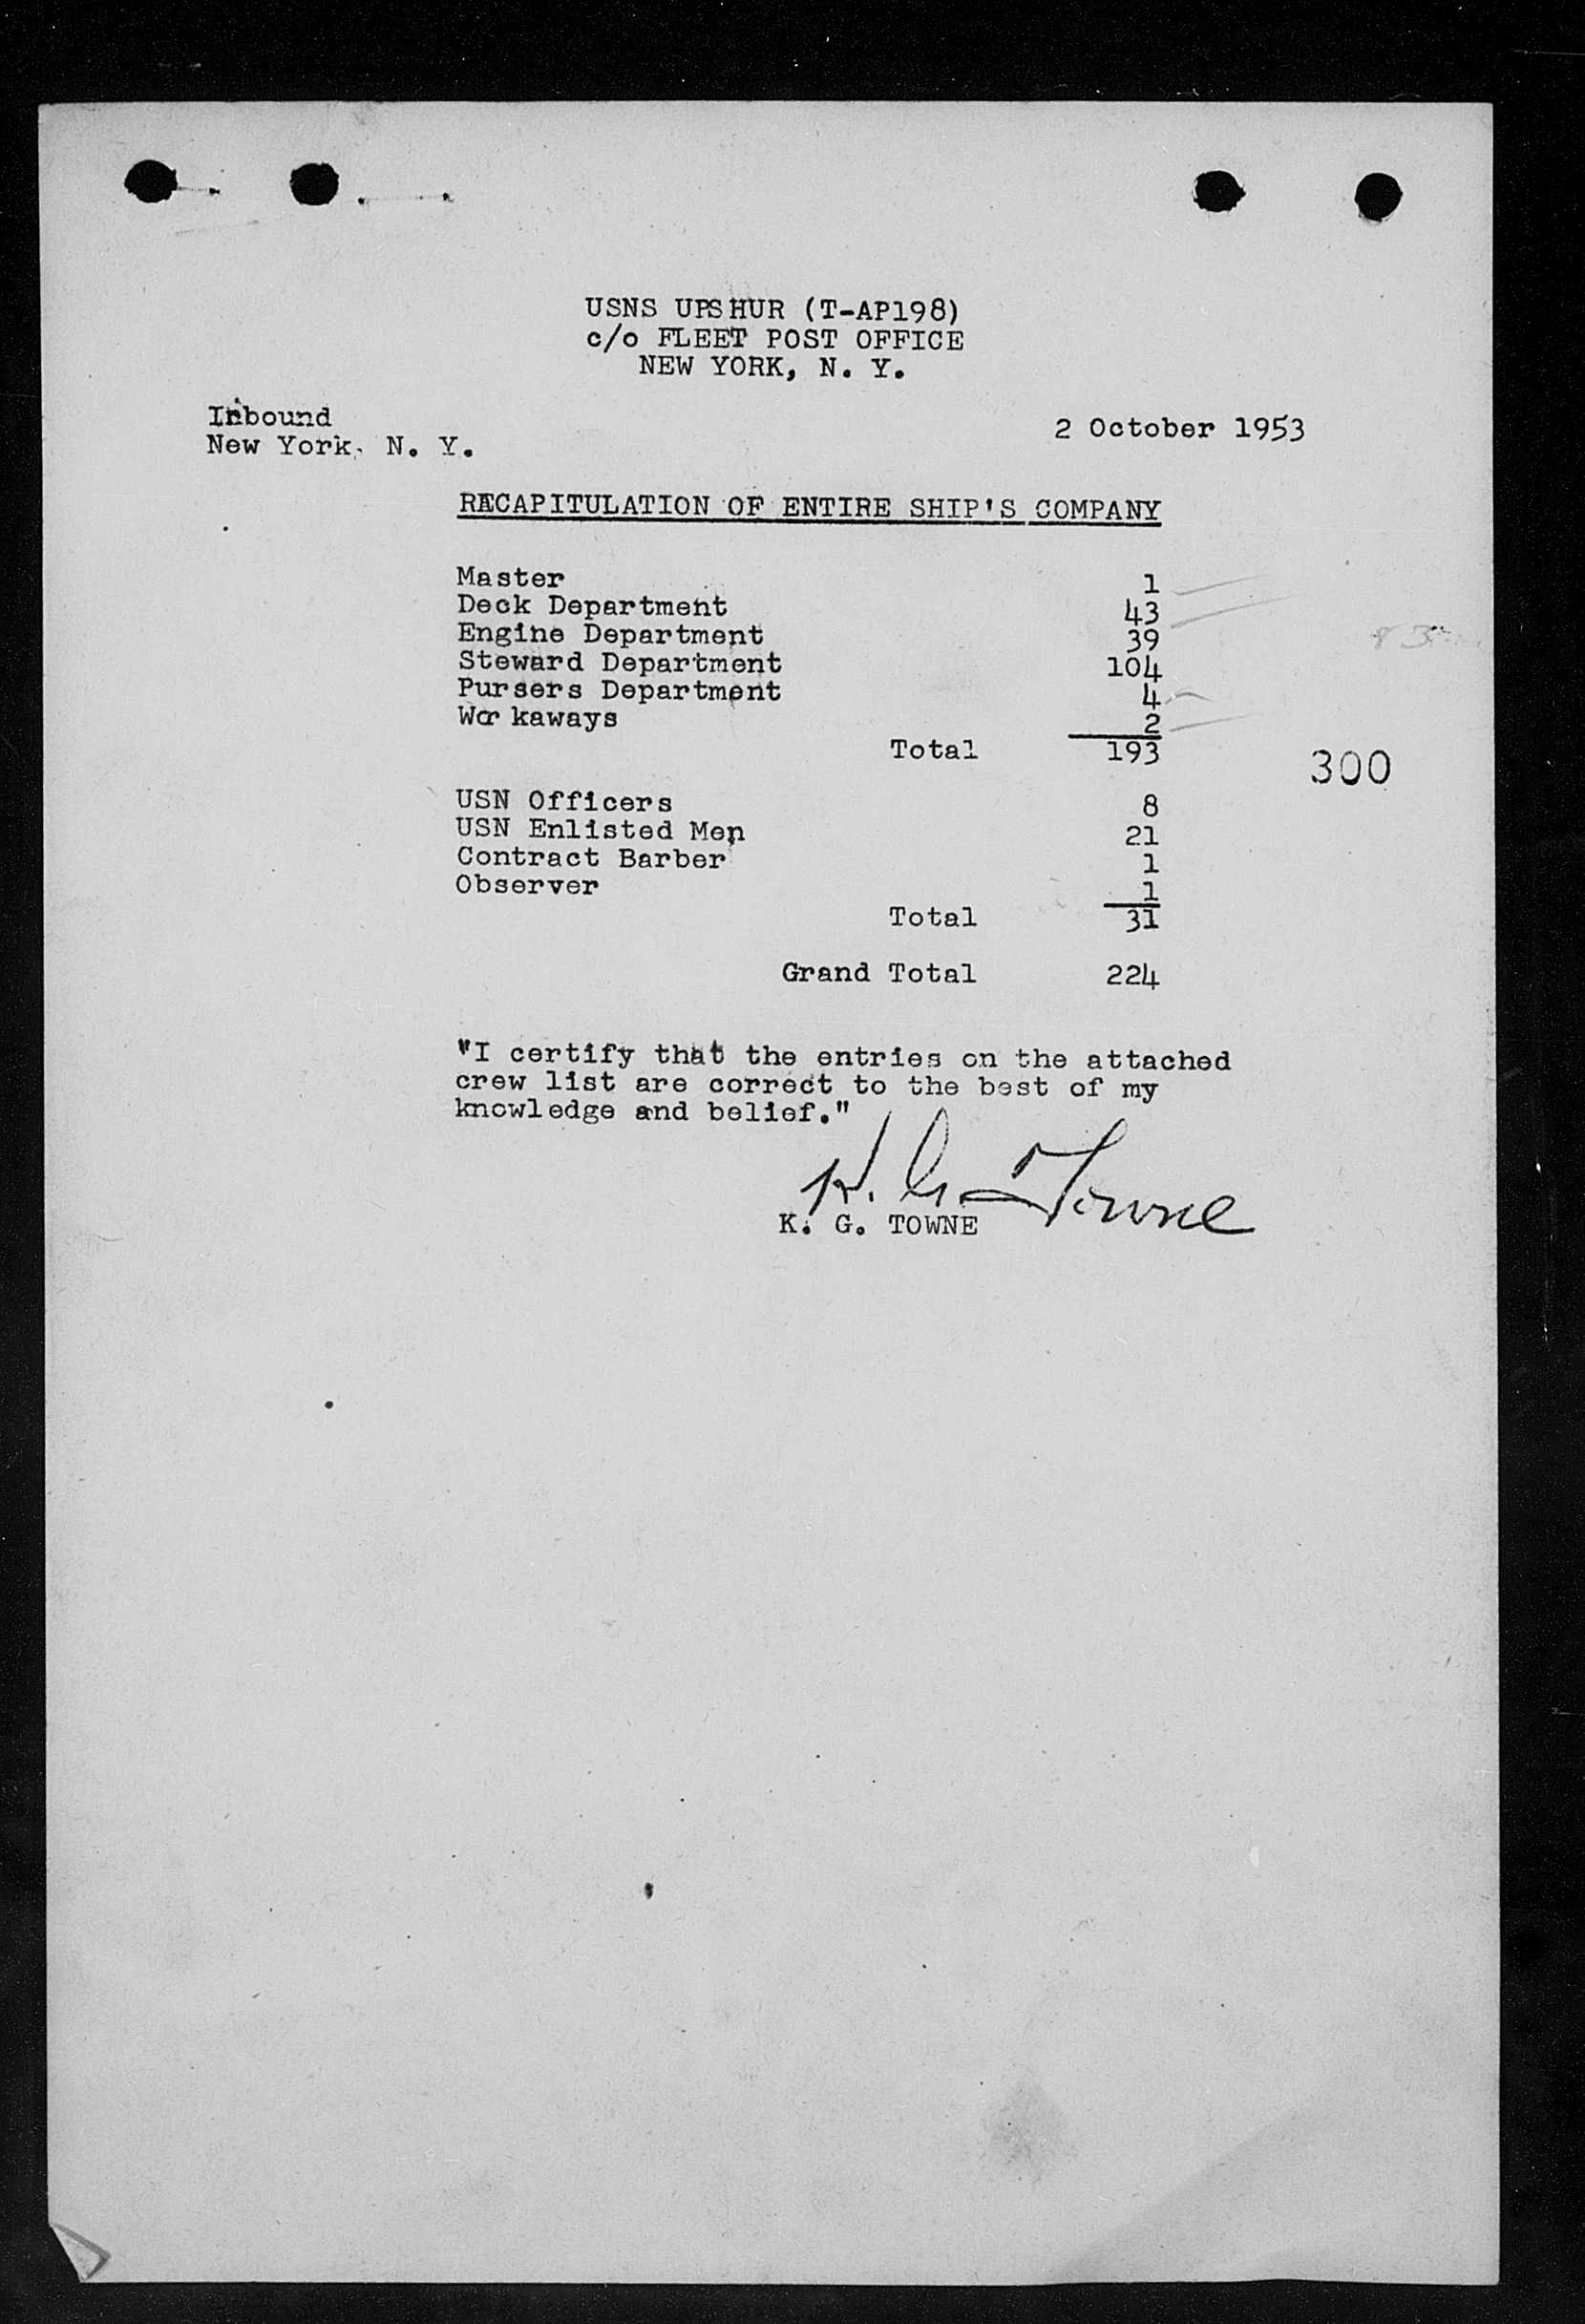 USNS UPSHUR (T-AP198)
c/o FLEET POST OFFICE
NEW YORK, N. Y.
Inbound
New York, N. Y.
2 October 1953
RECAPITULATION OF ENTIRE SHIP'S COMPANY
Master 1
Deck Department 43
Engine Department 39
Steward Department 104
Pursers Department 4
Workaways 2
Total 193
300
USN Officers 8
USN Enlisted Men 21
Contract Barber 1
Observer 1
Total 31
Grand Total 224
"I certify that the entries on the attached
crew list are correct to the best of my
knowledge and belief."
K. G. Towne
K. G. TOWNE